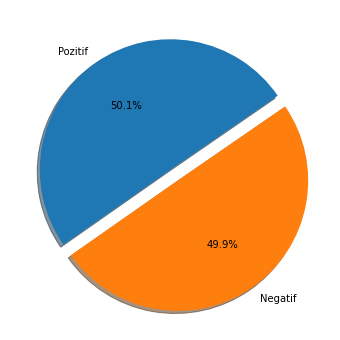 Pozitif
50.1%
49.9%
Negatif